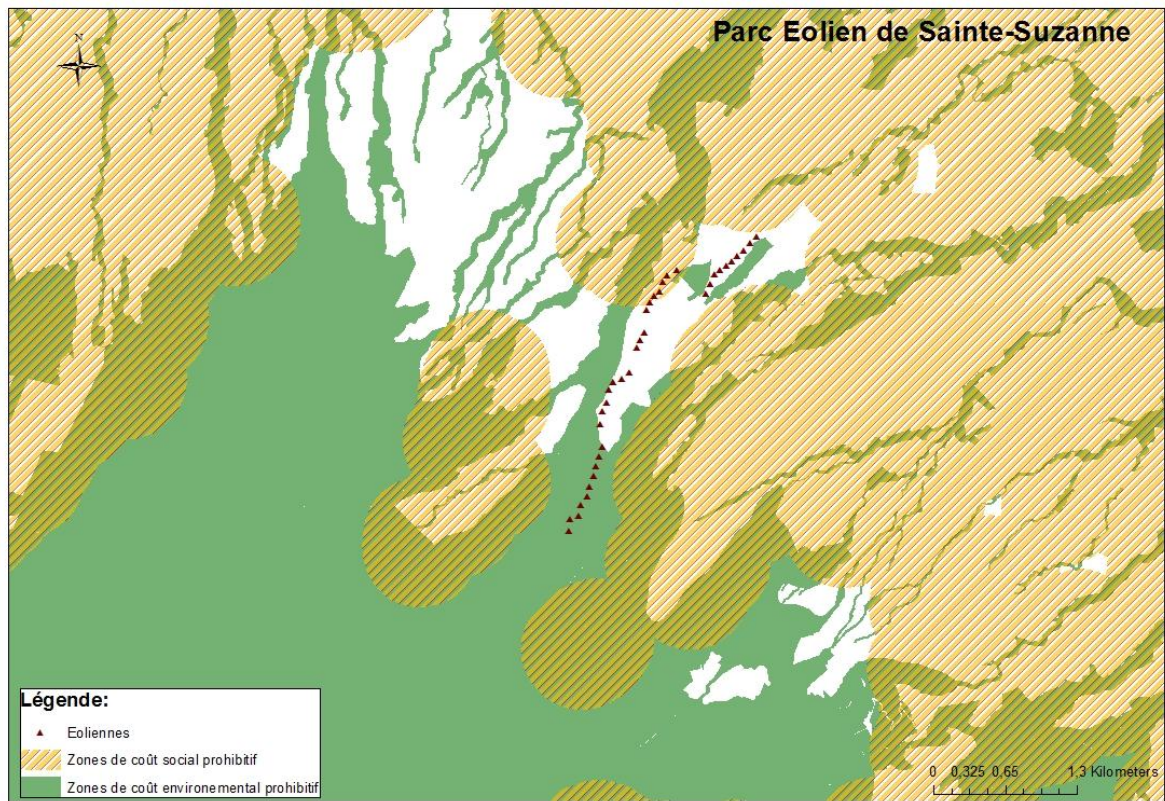 Parc Eolien de Sainte-Suzanne
N
Légende:
Eoliennes
Zones de coût social prohibitif
Zones de coût environemental prohibitif
0 0,325 0,65 1,3 Kilometers